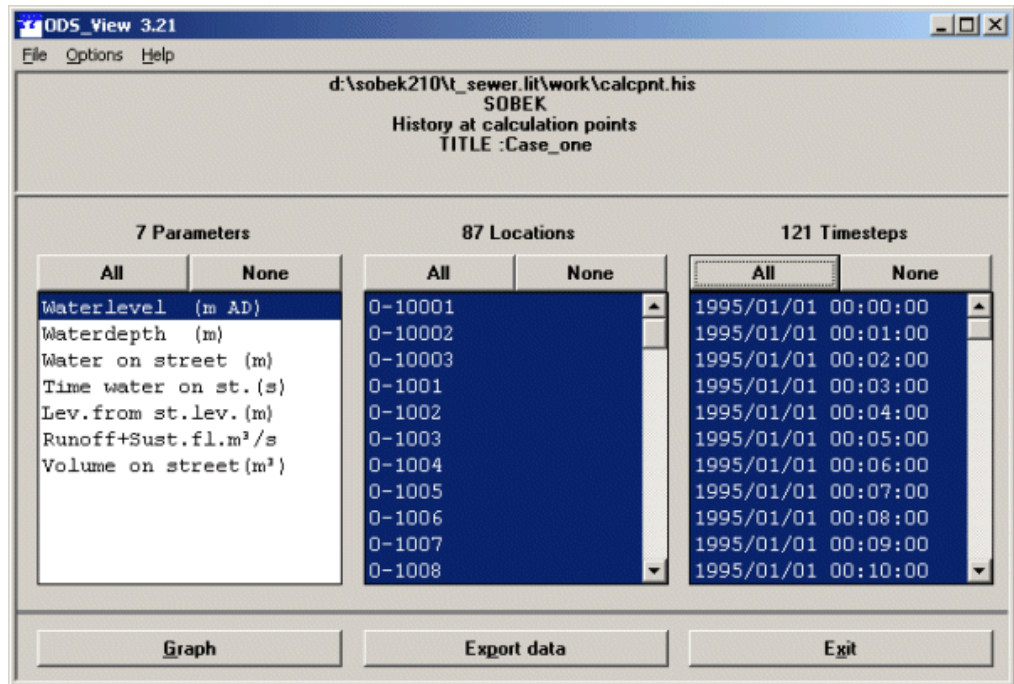 ODS_View 3.21
File Options Help
d:\sobek210\t_sewer.lit\work\calcpnt.his
SOBEK
History at calculation points
TITLE :Case_one
7 Parameters
All None
Waterlevel (m AD)
Waterdepth (m)
Water on street (m)
Time water on st.(s)
Lev.from st.lev.(m)
Runoff+Sust.fl.m³/s
Volume on street(m³)
87 Locations
All None
0-10001
0-10002
0-10003
0-1001
0-1002
0-1003
0-1004
0-1005
0-1006
0-1007
0-1008
121 Timesteps
All None
1995/01/01 00:00:00
1995/01/01 00:01:00
1995/01/01 00:02:00
1995/01/01 00:03:00
1995/01/01 00:04:00
1995/01/01 00:05:00
1995/01/01 00:06:00
1995/01/01 00:07:00
1995/01/01 00:08:00
1995/01/01 00:09:00
1995/01/01 00:10:00
Graph Export data Exit